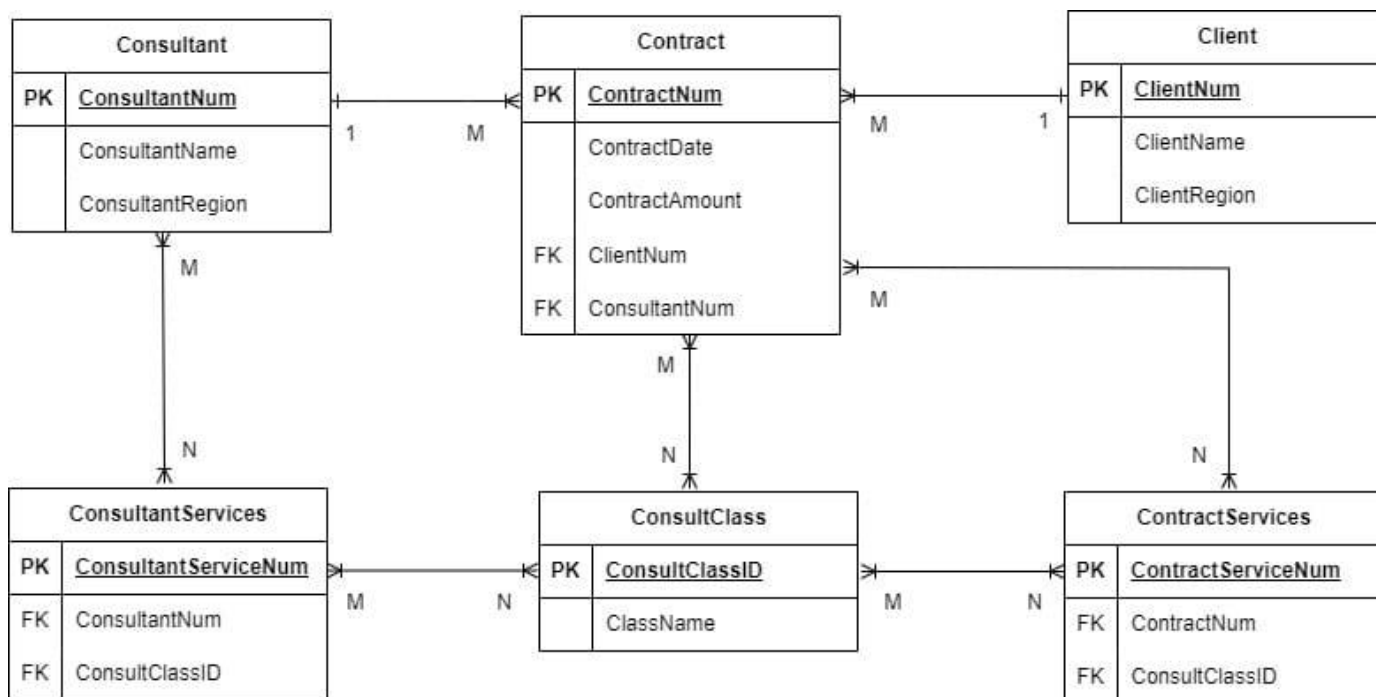 Consultant
PK ConsultantNum
ConsultantName
ConsultantRegion
1 M
Contract
PK ContractNum
ContractDate
ContractAmount
FK ClientNum
FK ConsultantNum
M 1
Client
PK ClientNum
ClientName
ClientRegion
M
N
M
N
M
N
ConsultantServices
PK ConsultantServiceNum
FK ConsultantNum
FK ConsultClassID
M N
ConsultClass
PK ConsultClassID
ClassName
M N
ContractServices
PK ContractServiceNum
FK ContractNum
FK ConsultClassID